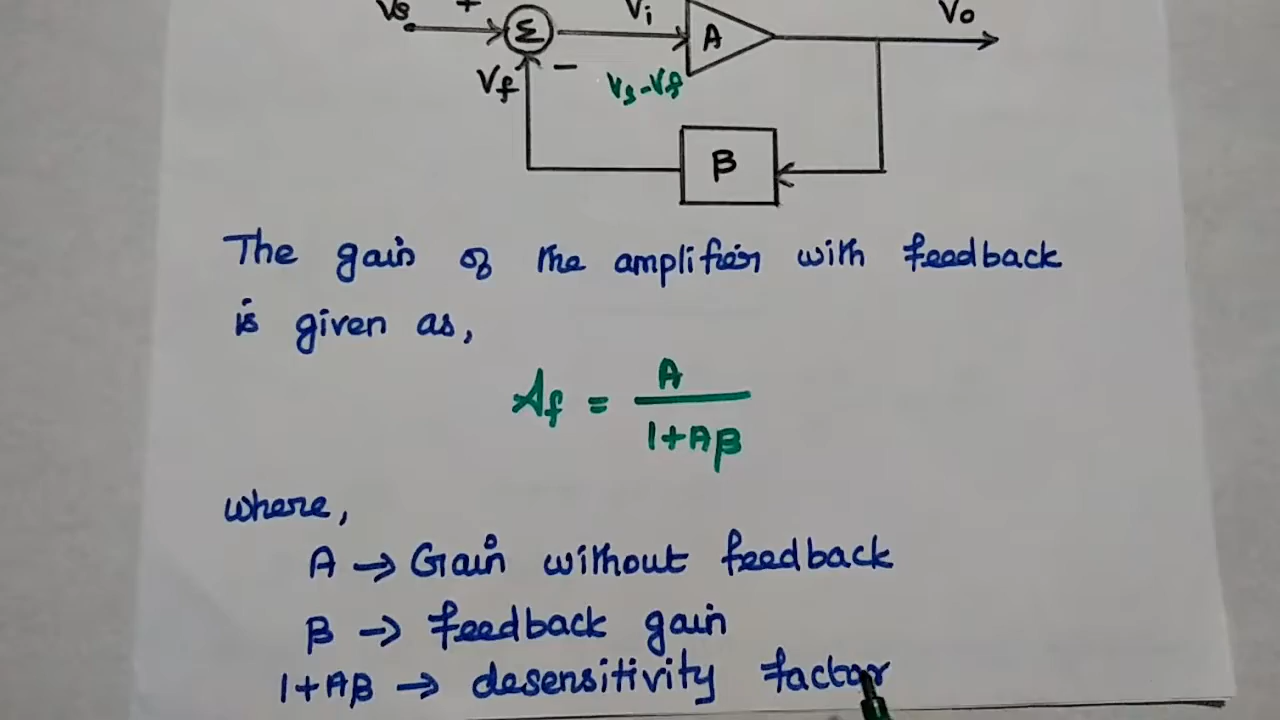 Vs + Vi Vo
Σ A
Vf − Vs-Vf
β
The gain of the amplifier with feedback
is given as,
Af = A
1+Aβ
where,
A → Gain without feedback
β → feedback gain
1+Aβ → desensitivity factor